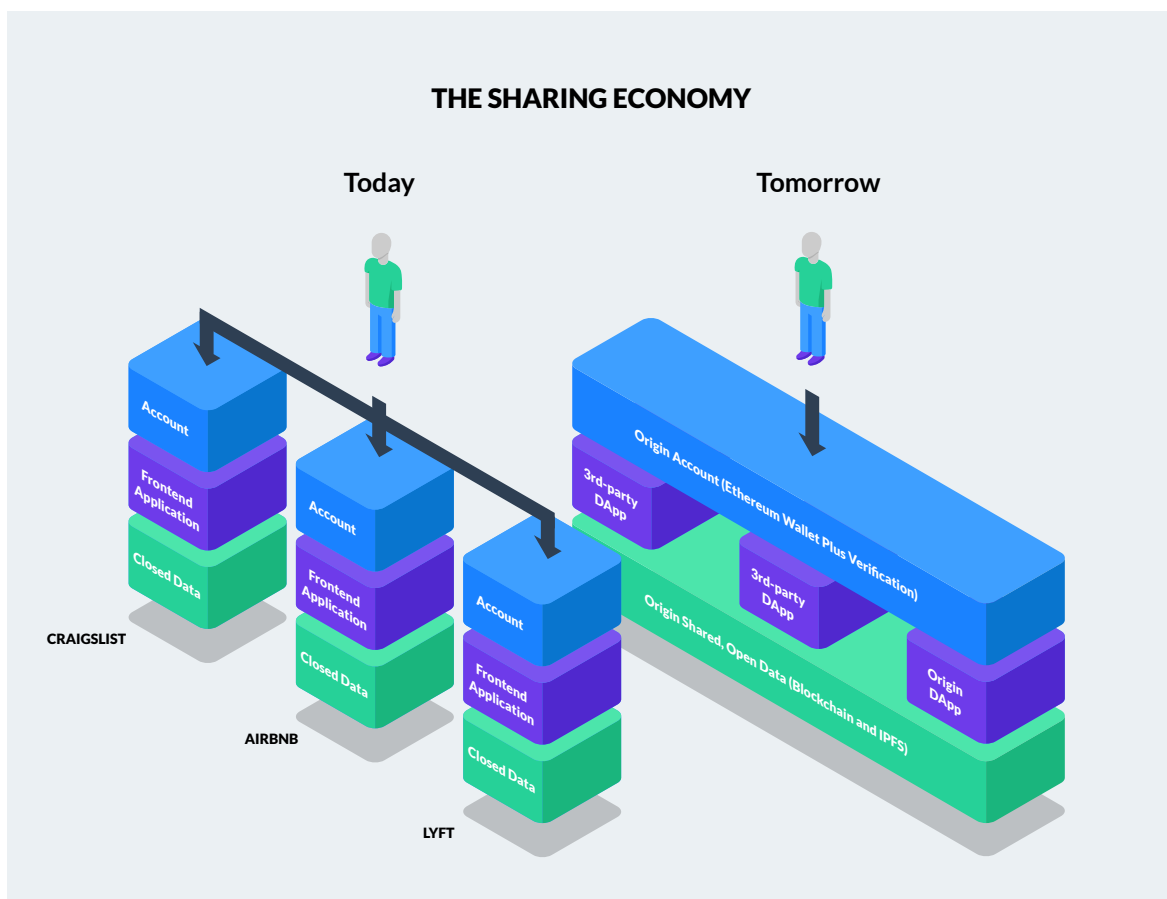 THE SHARING ECONOMY
Today
Tomorrow
Account
Frontend
Application
Closed Data
CRAIGSLIST
Account
Frontend
Application
Closed Data
AIRBNB
Account
Frontend
Application
Closed Data
LYFT
Origin Account (Ethereum Wallet Plus Verification)
3rd-party
DApp
3rd-party
DApp
Origin
DApp
Origin Shared, Open Data (Blockchain and IPFS)